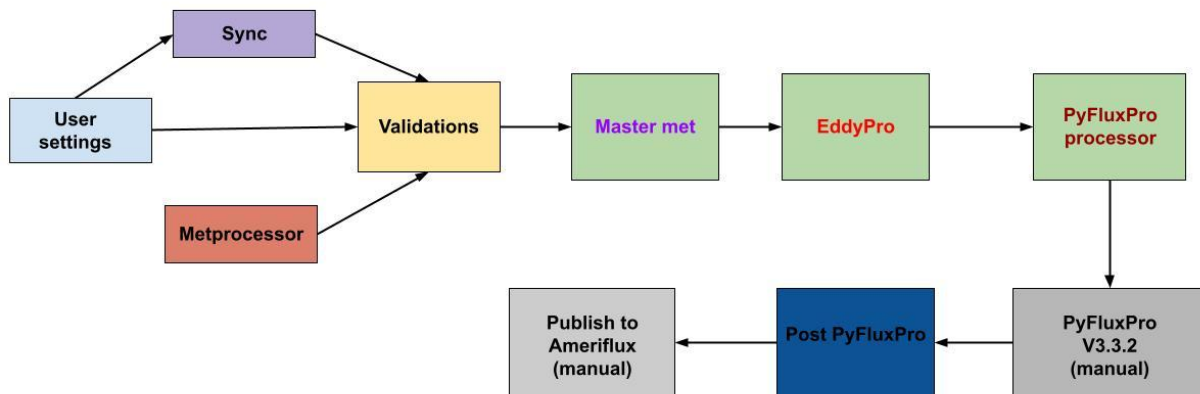 Sync
User
settings
Validations
Master met
EddyPro
PyFluxPro
processor
Metprocessor
Publish to
Ameriflux
(manual)
Post PyFluxPro
PyFluxPro
V3.3.2
(manual)